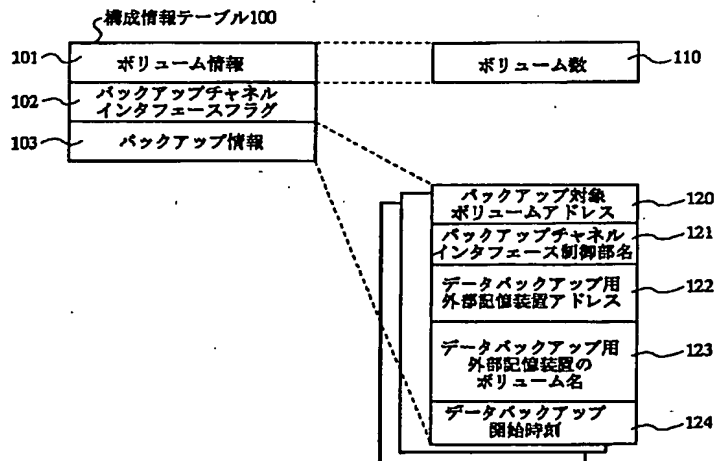 構成情報テーブル100
101
ボリューム情報
ボリューム数
110
102
バックアップチャネル
インタフェースフラグ
103
バックアップ情報
バックアップ対象
ボリュームアドレス
120
バックアップチャネル
インタフェース制御部名
121
データバックアップ用
外部記憶装置アドレス
122
データバックアップ用
外部記憶装置の
ボリューム名
123
データバックアップ
開始時刻
124